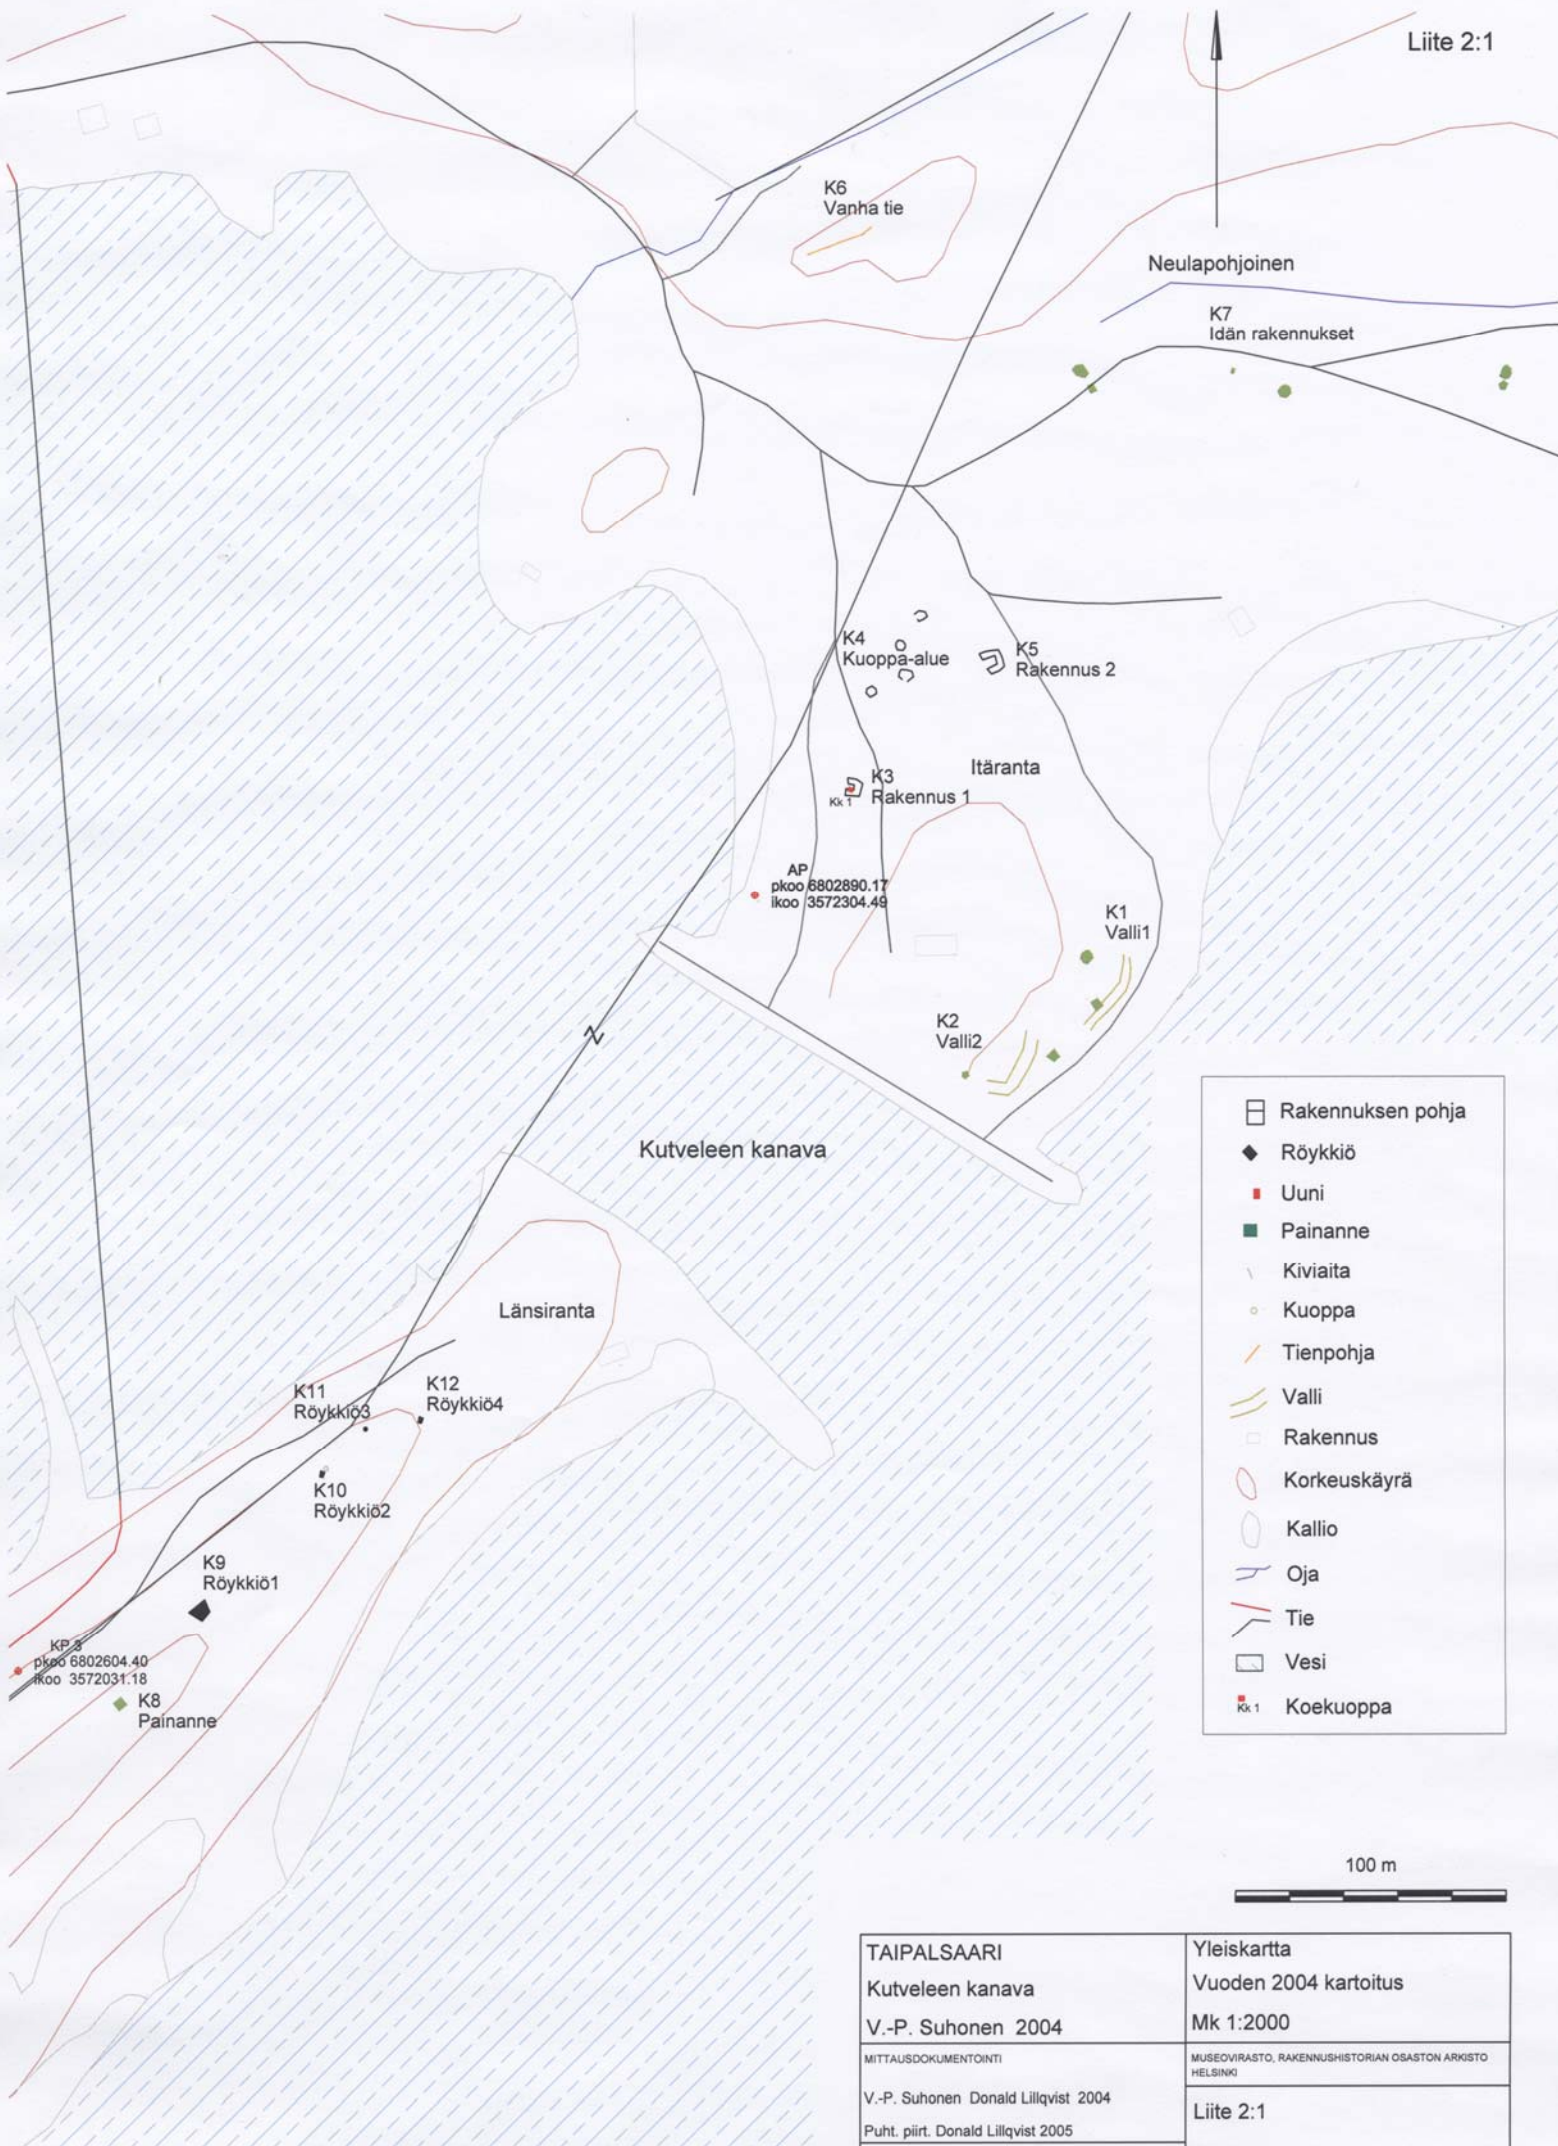 Liite 2:1
K6
Vanha tie
Neulapohjoinen
K7
Idän rakennukset
K4
Kuoppa-alue
K5
Rakennus 2
Itäranta
K3
Rakennus 1
Kk 1
AP
pkoo 6802890.17
ikoo 3572304.49
K1
Valli1
K2
Valli2
Kutveleen kanava
Länsiranta
K11
Röykkiö3
K12
Röykkiö4
K10
Röykkiö2
K9
Röykkiö1
KP 3
pkoo 6802604.40
ikoo 3572031.18
K8
Painanne
Rakennuksen pohja
Röykkiö
Uuni
Painanne
Kiviaita
Kuoppa
Tienpohja
Valli
Rakennus
Korkeuskäyrä
Kallio
Oja
Tie
Vesi
Kk 1 Koekuoppa
100 m
TAIPALSAARI
Kutveleen kanava
V.-P. Suhonen 2004
Yleiskartta
Vuoden 2004 kartoitus
Mk 1:2000
MITTAUSDOKUMENTOINTI
V.-P. Suhonen Donald Lillqvist 2004
Puht. piirt. Donald Lillqvist 2005
MUSEOVIRASTO, RAKENNUSHISTORIAN OSASTON ARKISTO
HELSINKI
Liite 2:1